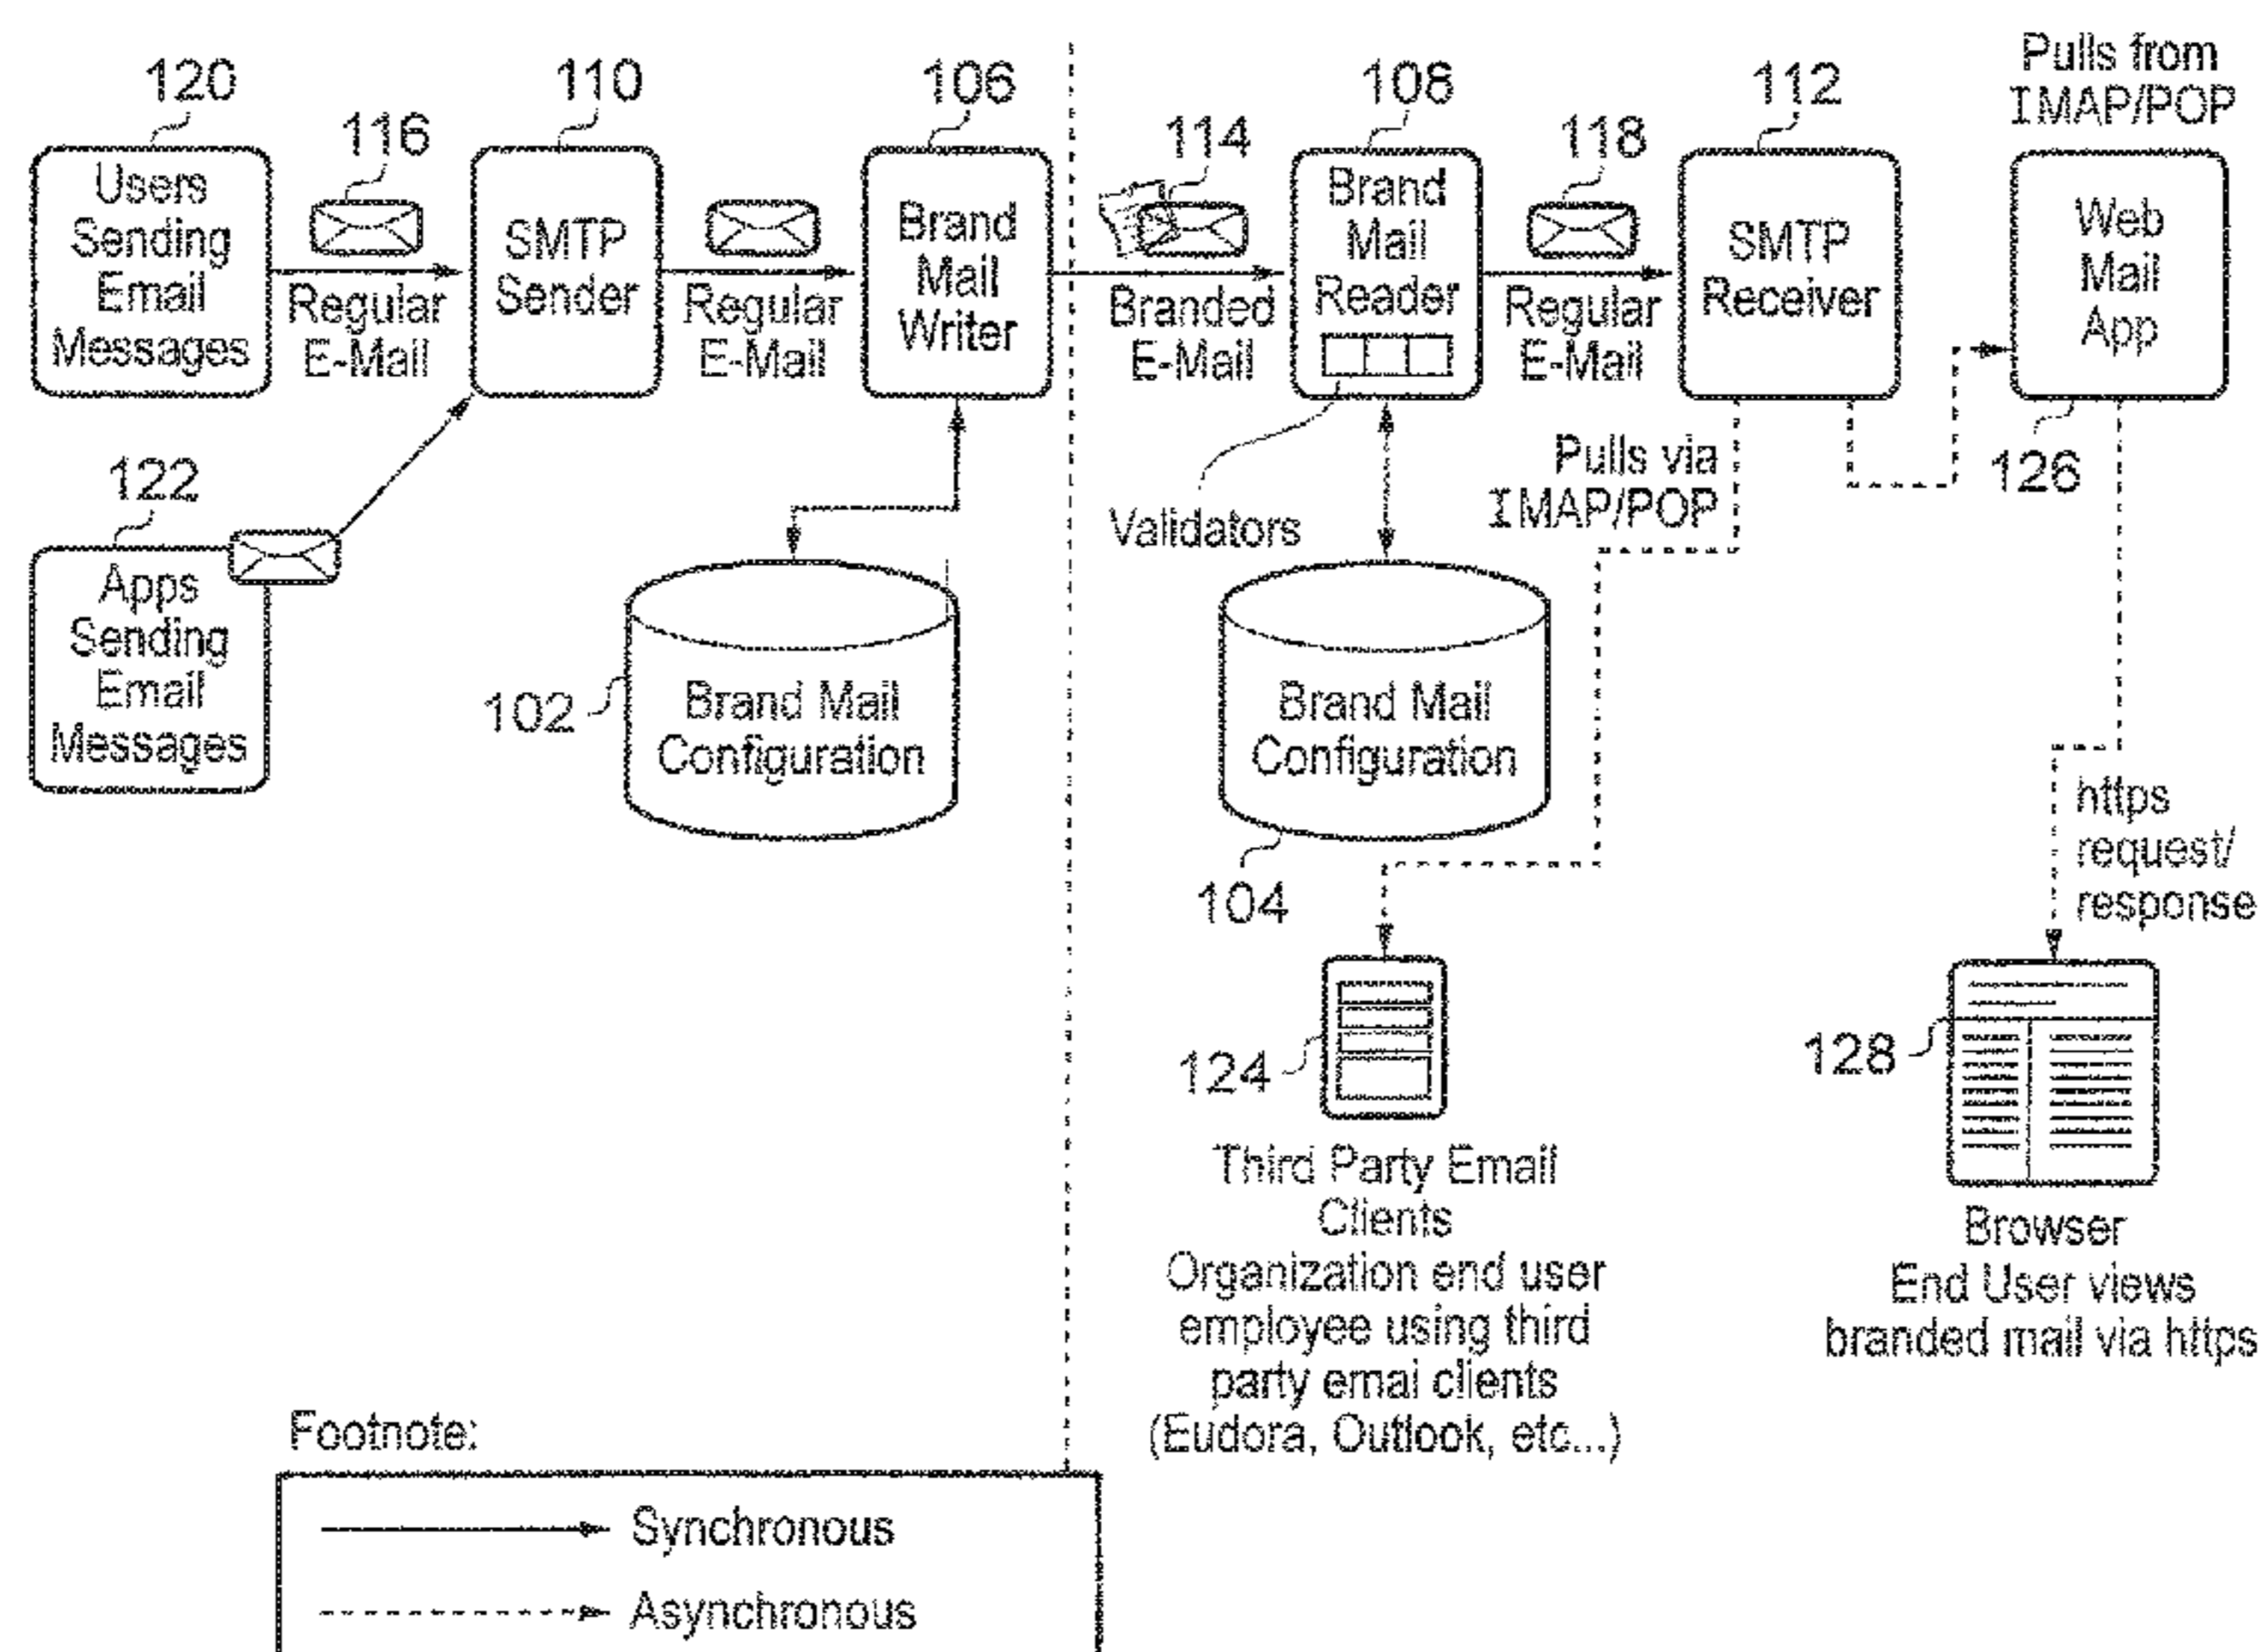 120
116
Users
Sending
Email
Messages
Regular
E-Mail
110
SMTP
Sender
Regular
E-Mail
106
Brand
Mail
Writer
114
Branded
E-Mail
108
Brand
Mail
Reader
Validators
118
Regular
E-Mail
112
SMTP
Receiver
Pulls from
IMAP/POP
Web
Mail
App
126
122
Apps
Sending
Email
Messages
102
Brand Mail
Configuration
104
Brand Mail
Configuration
Pulls via
IMAP/POP
https
request/
response
124
Third Party Email
Clients
Organization end user
employee using third
party emai clients
(Eudora, Outlook, etc...)
128
Browser
End User views
branded mail via https
Footnote:
Synchronous
Asynchronous